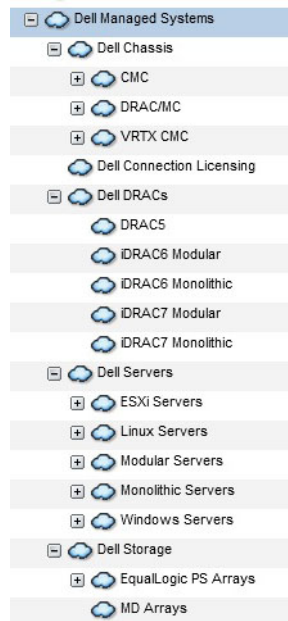 Dell Managed Systems
Dell Chassis
CMC
DRAC/MC
VRTX CMC
Dell Connection Licensing
Dell DRACs
DRAC5
iDRAC6 Modular
iDRAC6 Monolithic
iDRAC7 Modular
iDRAC7 Monolithic
Dell Servers
ESXi Servers
Linux Servers
Modular Servers
Monolithic Servers
Windows Servers
Dell Storage
EqualLogic PS Arrays
MD Arrays